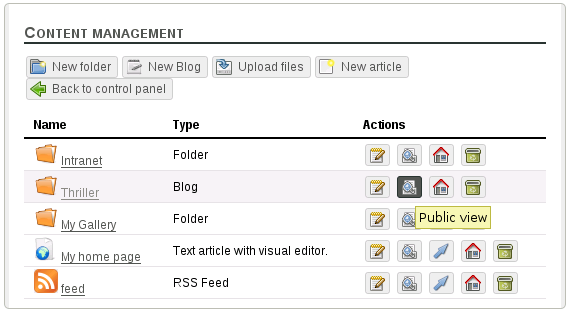 Content management
New folder New Blog Upload files New article
Back to control panel
Name Type Actions
Intranet Folder
Thriller Blog
My Gallery Folder Public view
My home page Text article with visual editor.
feed RSS Feed